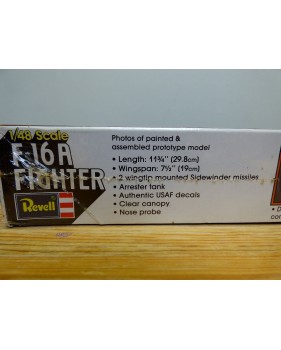 1/48 Scale
F-16A
FIGHTER
Revell
Photos of painted &
assembled prototype model
• Length: 11¾" (29.8cm)
• Wingspan: 7½" (19cm)
• 2 wingtip mounted Sidewinder missiles
• Arrester tank
• Authentic USAF decals
• Clear canopy
• Nose probe